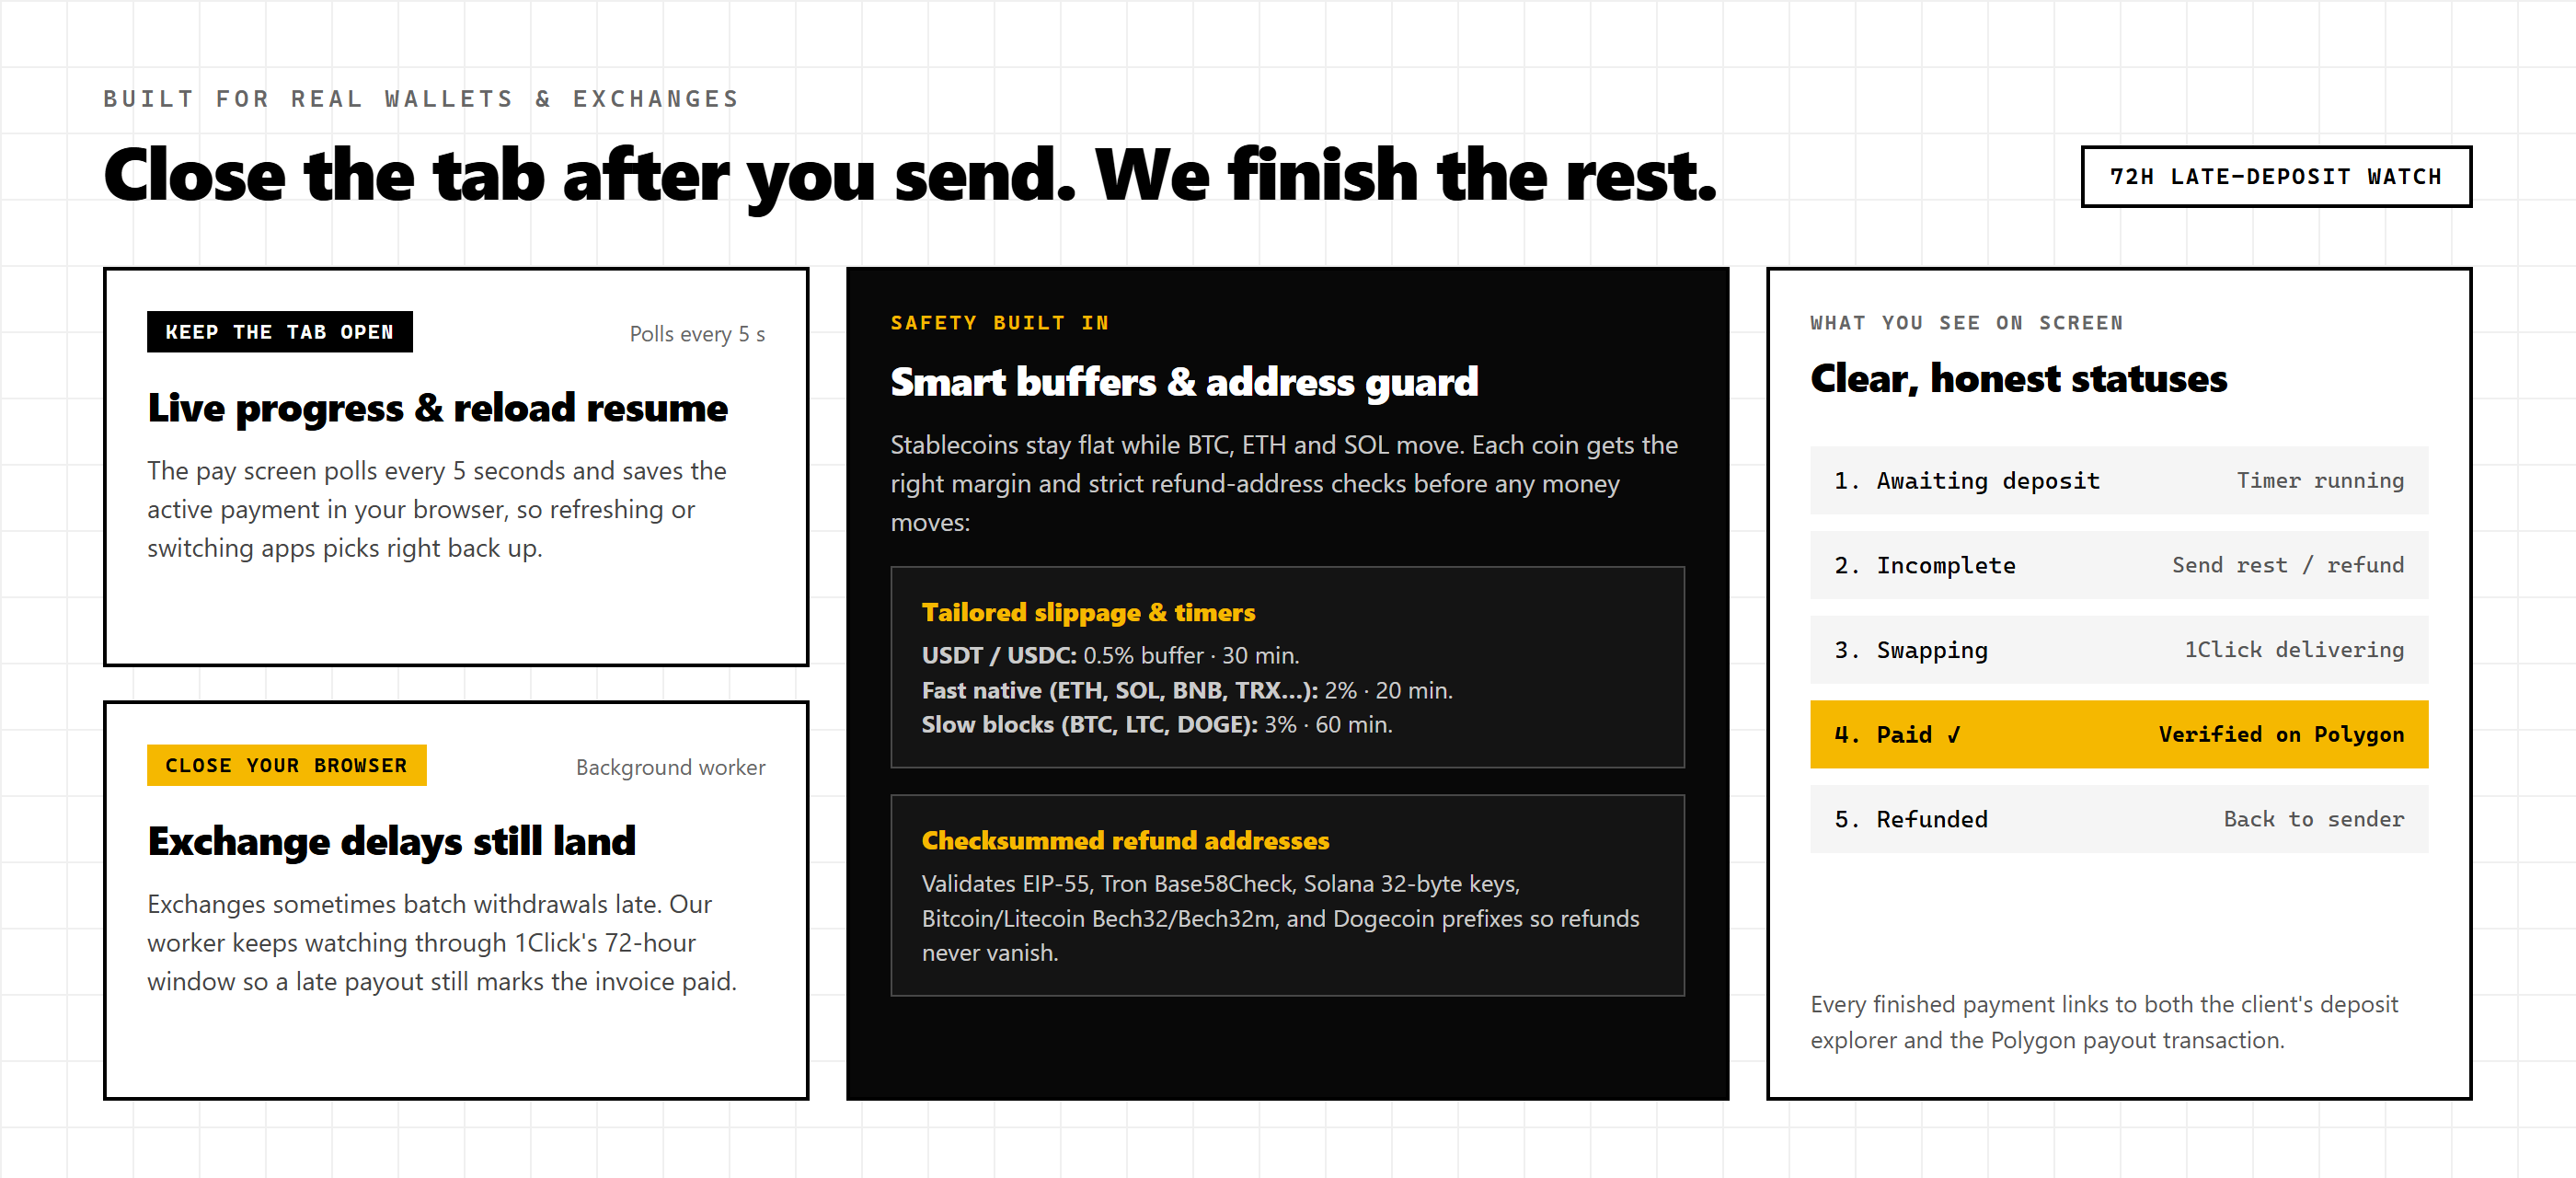 BUILT FOR REAL WALLETS & EXCHANGES
Close the tab after you send. We finish the rest.
72H LATE-DEPOSIT WATCH
KEEP THE TAB OPEN
Polls every 5 s
Live progress & reload resume
The pay screen polls every 5 seconds and saves the
active payment in your browser, so refreshing or
switching apps picks right back up.
CLOSE YOUR BROWSER
Background worker
Exchange delays still land
Exchanges sometimes batch withdrawals late. Our
worker keeps watching through 1Click's 72-hour
window so a late payout still marks the invoice paid.
SAFETY BUILT IN
Smart buffers & address guard
Stablecoins stay flat while BTC, ETH and SOL move. Each coin gets the
right margin and strict refund-address checks before any money
moves:
Tailored slippage & timers
USDT / USDC: 0.5% buffer · 30 min.
Fast native (ETH, SOL, BNB, TRX...): 2% · 20 min.
Slow blocks (BTC, LTC, DOGE): 3% · 60 min.
Checksummed refund addresses
Validates EIP-55, Tron Base58Check, Solana 32-byte keys,
Bitcoin/Litecoin Bech32/Bech32m, and Dogecoin prefixes so refunds
never vanish.
WHAT YOU SEE ON SCREEN
Clear, honest statuses
1. Awaiting deposit Timer running
2. Incomplete Send rest / refund
3. Swapping 1Click delivering
4. Paid ✓ Verified on Polygon
5. Refunded Back to sender
Every finished payment links to both the client's deposit
explorer and the Polygon payout transaction.